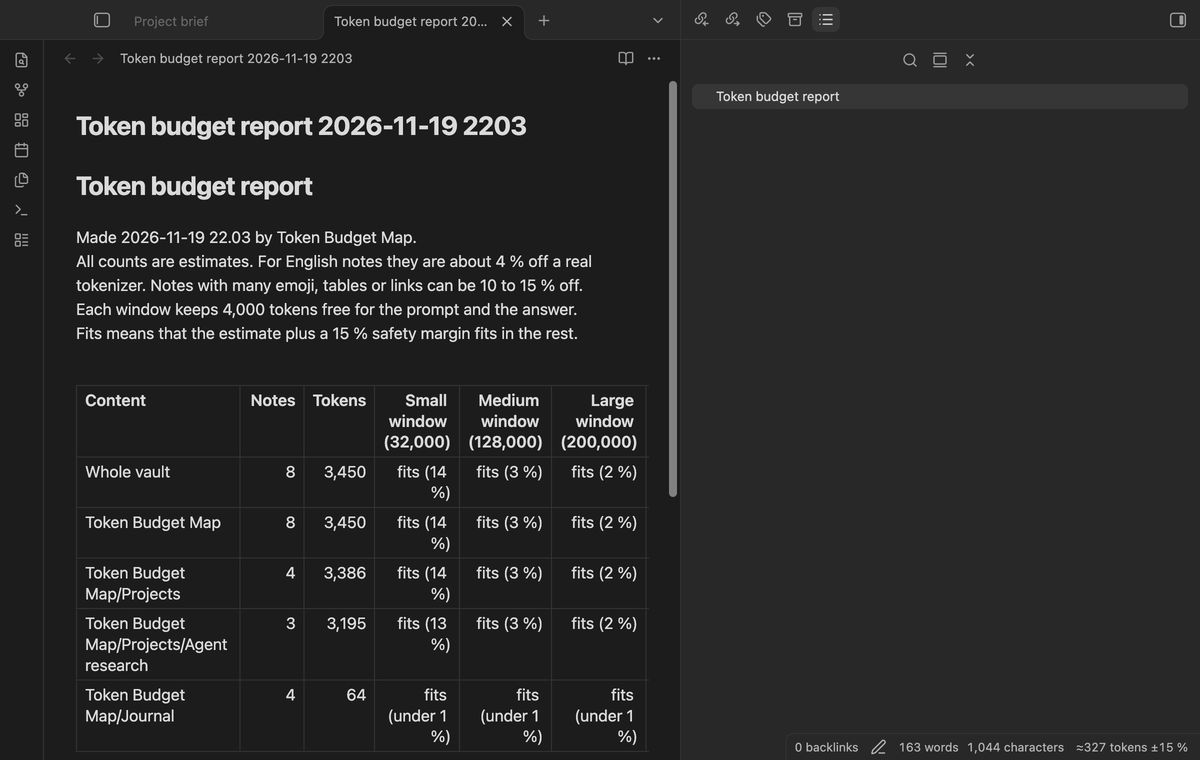 Project brief
Token budget report 20...
Token budget report 2026-11-19 2203
Token budget report 2026-11-19 2203
Token budget report
Made 2026-11-19 22.03 by Token Budget Map.
All counts are estimates. For English notes they are about 4 % off a real
tokenizer. Notes with many emoji, tables or links can be 10 to 15 % off.
Each window keeps 4,000 tokens free for the prompt and the answer.
Fits means that the estimate plus a 15 % safety margin fits in the rest.
Content Notes Tokens Small Medium Large
window window window
(32,000) (128,000) (200,000)
Whole vault 8 3,450 fits (14 fits (3 %) fits (2 %)
%)
Token Budget Map 8 3,450 fits (14 fits (3 %) fits (2 %)
%)
Token Budget 4 3,386 fits (14 fits (3 %) fits (2 %)
Map/Projects %)
Token Budget 3 3,195 fits (13 fits (3 %) fits (2 %)
Map/Projects/Agent %)
research
Token Budget 4 64 fits fits fits
Map/Journal (under 1 (under 1 (under 1
%) %) %)
Token budget report
0 backlinks 163 words 1,044 characters ≈327 tokens ±15 %